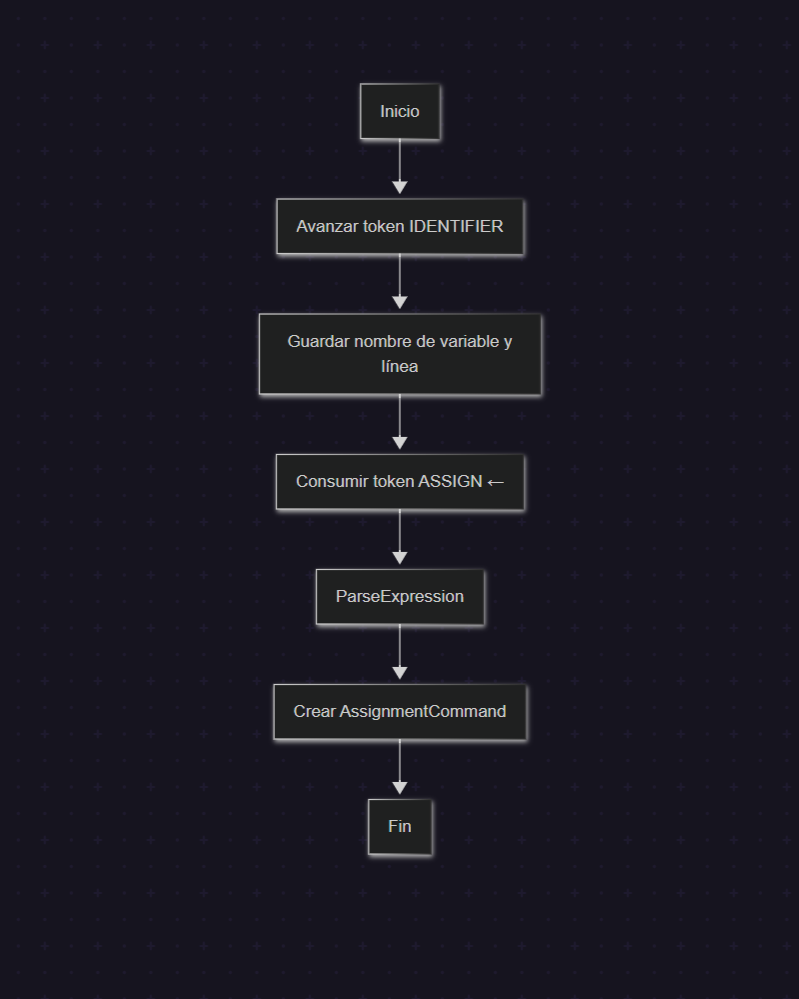 Inicio
Avanzar token IDENTIFIER
Guardar nombre de variable y
línea
Consumir token ASSIGN ←
ParseExpression
Crear AssignmentCommand
Fin